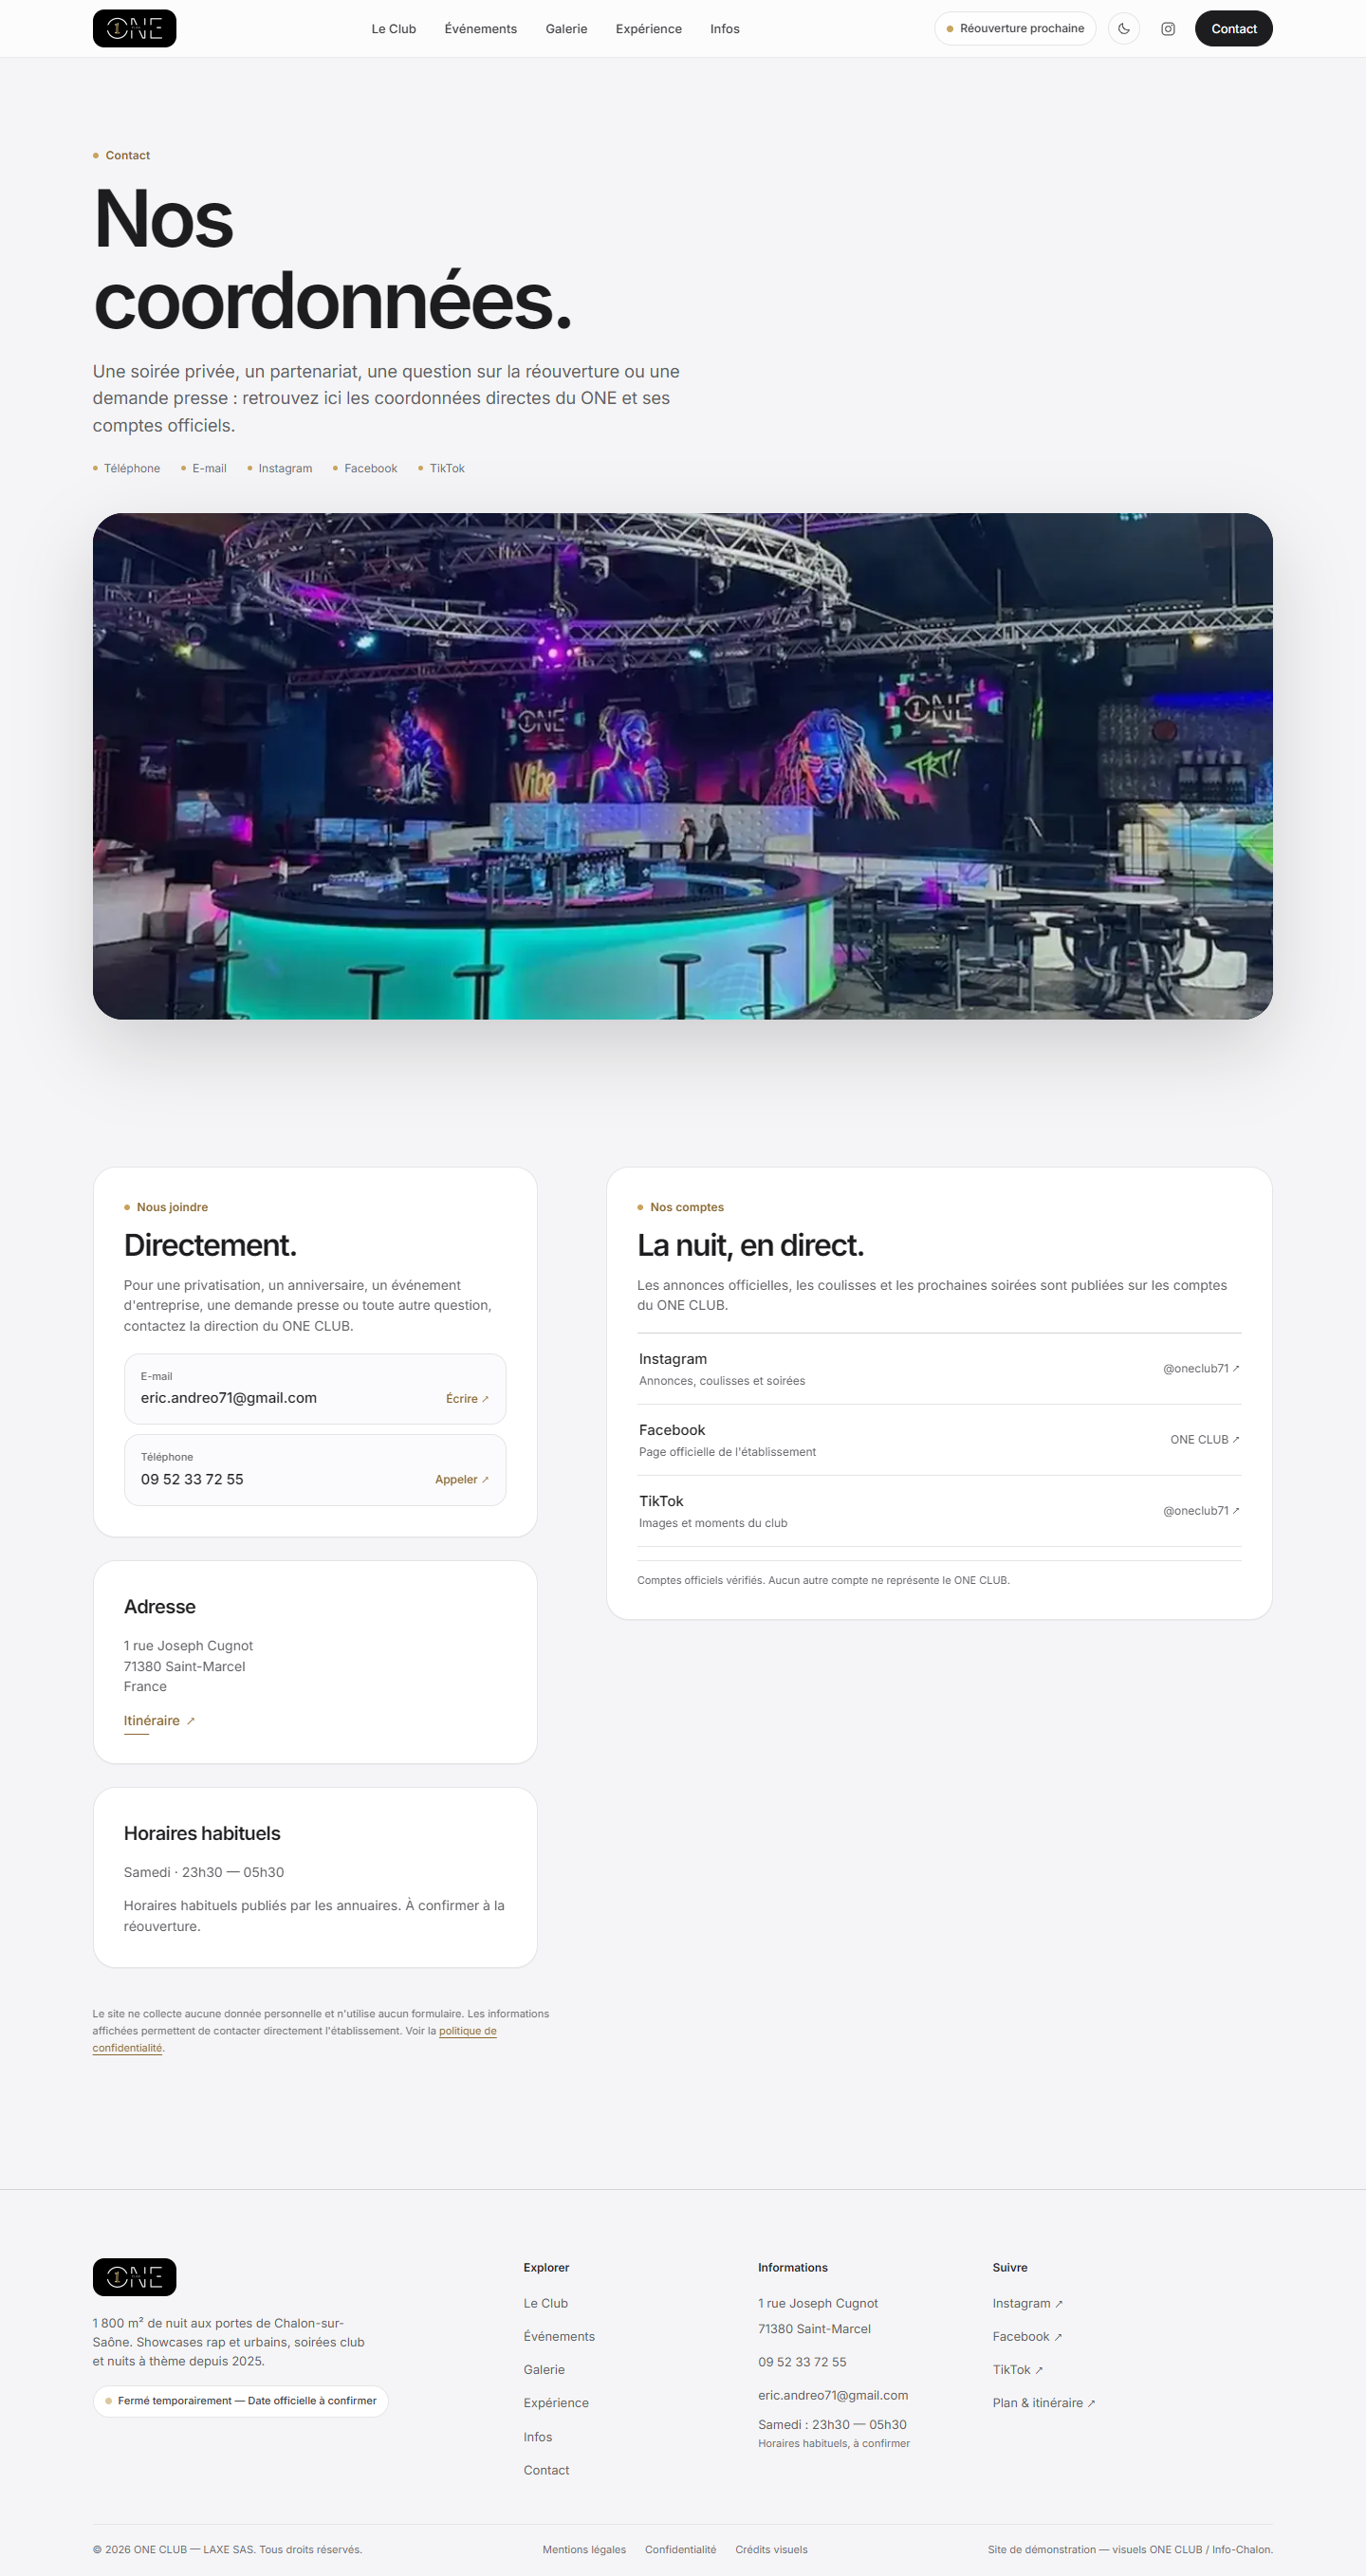 ONE
Le Club
Événements
Galerie
Expérience
Infos
Réouverture prochaine
Contact
Contact
Nos
coordonnées.
Une soirée privée, un partenariat, une question sur la réouverture ou une
demande presse : retrouvez ici les coordonnées directes du ONE et ses
comptes officiels.
Téléphone
E-mail
Instagram
Facebook
TikTok
ONE
ONE
Vibe
TRT!
Nous joindre
Directement.
Pour une privatisation, un anniversaire, un événement
d'entreprise, une demande presse ou toute autre question,
contactez la direction du ONE CLUB.
E-mail
eric.andreo71@gmail.com
Écrire ↗
Téléphone
09 52 33 72 55
Appeler ↗
Adresse
1 rue Joseph Cugnot
71380 Saint-Marcel
France
Itinéraire ↗
Horaires habituels
Samedi · 23h30 — 05h30
Horaires habituels publiés par les annuaires. À confirmer à la
réouverture.
Le site ne collecte aucune donnée personnelle et n'utilise aucun formulaire. Les informations
affichées permettent de contacter directement l'établissement. Voir la politique de
confidentialité.
Nos comptes
La nuit, en direct.
Les annonces officielles, les coulisses et les prochaines soirées sont publiées sur les comptes
du ONE CLUB.
Instagram
Annonces, coulisses et soirées
@oneclub71 ↗
Facebook
Page officielle de l'établissement
ONE CLUB ↗
TikTok
Images et moments du club
@oneclub71 ↗
Comptes officiels vérifiés. Aucun autre compte ne représente le ONE CLUB.
ONE
1 800 m² de nuit aux portes de Chalon-sur-
Saône. Showcases rap et urbains, soirées club
et nuits à thème depuis 2025.
Fermé temporairement — Date officielle à confirmer
Explorer
Le Club
Événements
Galerie
Expérience
Infos
Contact
Informations
1 rue Joseph Cugnot
71380 Saint-Marcel
09 52 33 72 55
eric.andreo71@gmail.com
Samedi : 23h30 — 05h30
Horaires habituels, à confirmer
Suivre
Instagram ↗
Facebook ↗
TikTok ↗
Plan & itinéraire ↗
© 2026 ONE CLUB — LAXE SAS. Tous droits réservés.
Mentions légales
Confidentialité
Crédits visuels
Site de démonstration — visuels ONE CLUB / Info-Chalon.